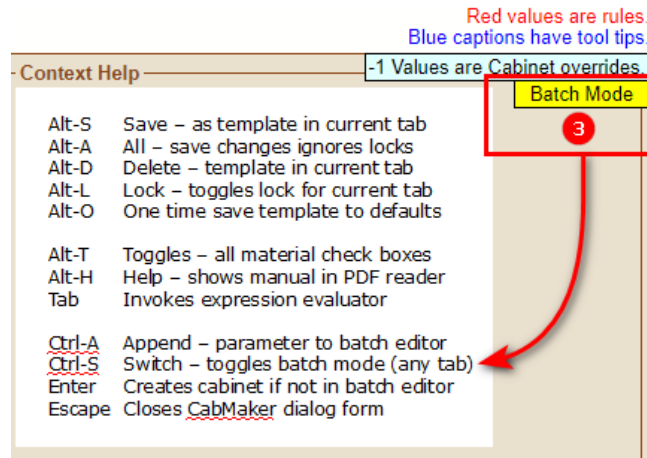 Red values are rules.
Blue captions have tool tips.
Context Help
-1 Values are Cabinet overrides.
Batch Mode
3
Alt-S Save – as template in current tab
Alt-A All – save changes ignores locks
Alt-D Delete – template in current tab
Alt-L Lock – toggles lock for current tab
Alt-O One time save template to defaults
Alt-T Toggles – all material check boxes
Alt-H Help – shows manual in PDF reader
Tab Invokes expression evaluator
Ctrl-A Append – parameter to batch editor
Ctrl-S Switch – toggles batch mode (any tab)
Enter Creates cabinet if not in batch editor
Escape Closes CabMaker dialog form